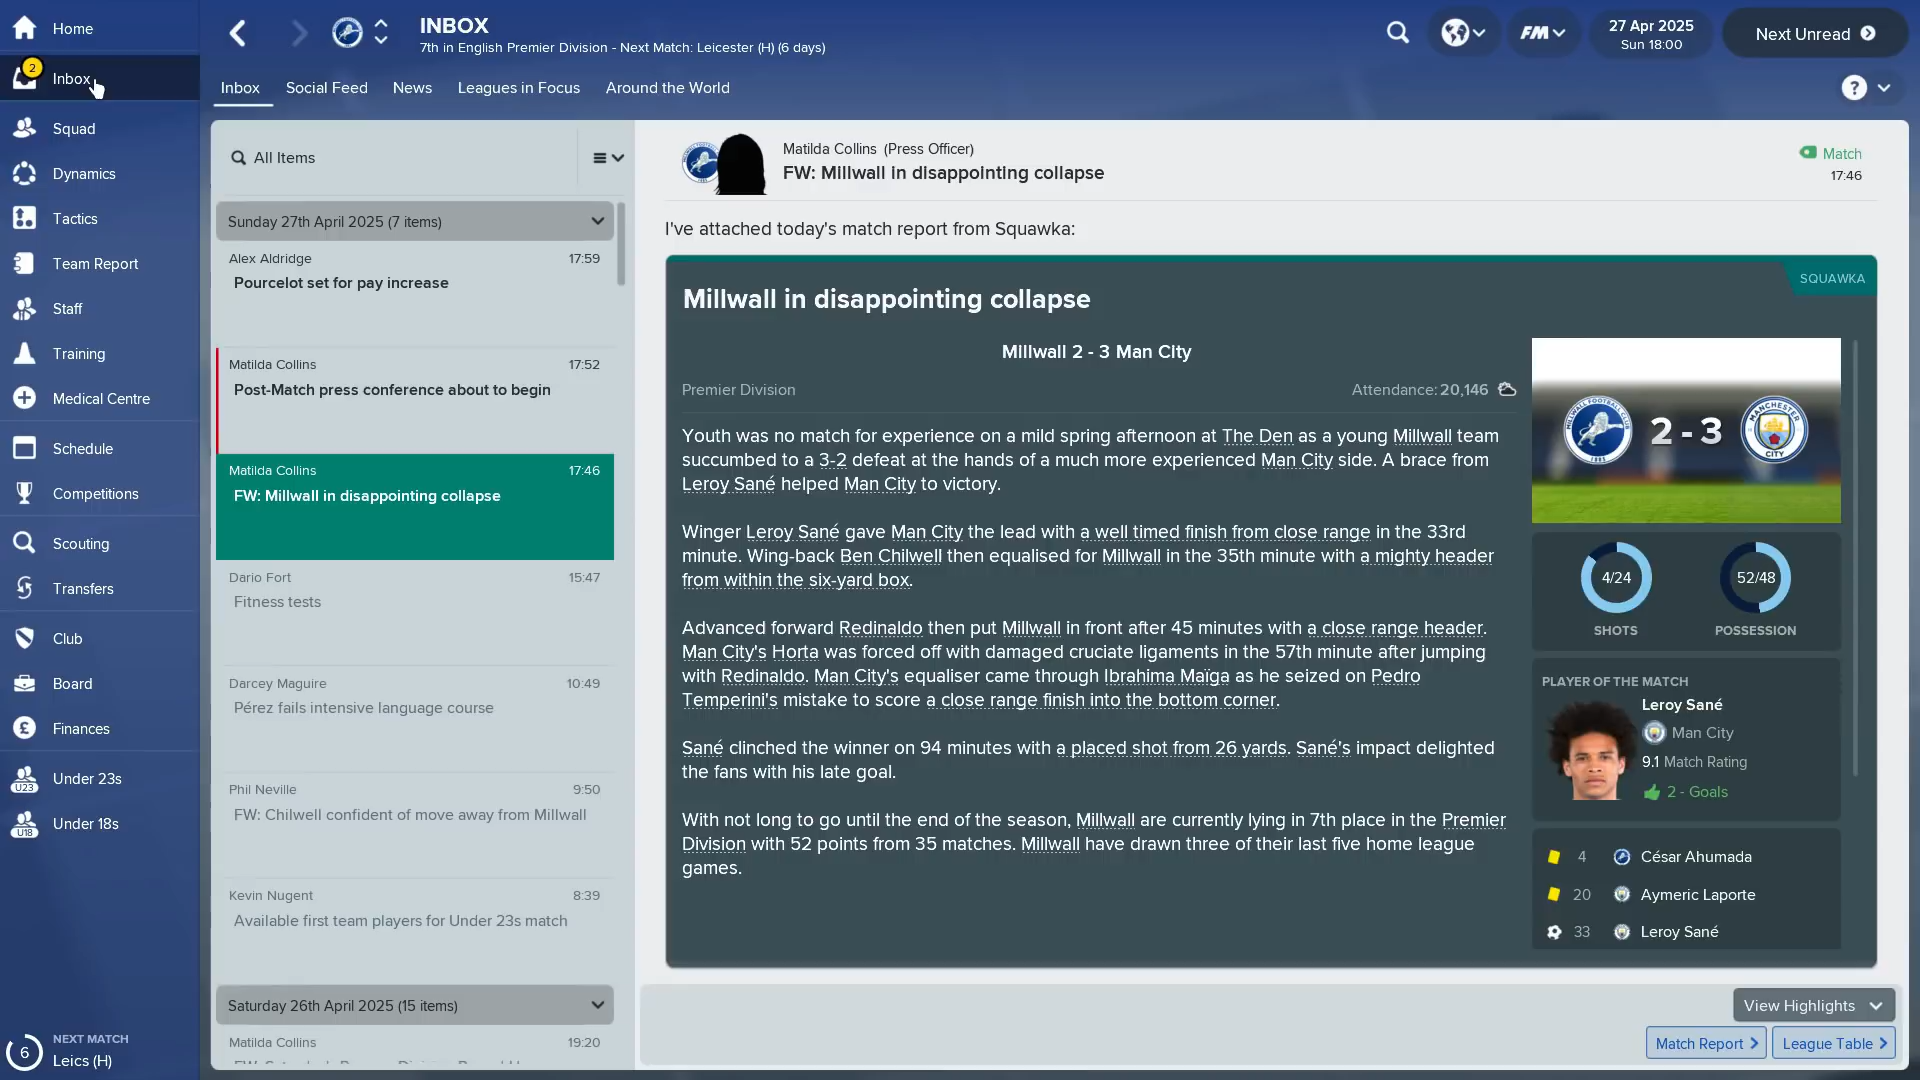 Home
2
Inbox
Squad
Dynamics
Tactics
Team Report
Staff
Training
Medical Centre
Schedule
Competitions
Scouting
Transfers
Club
Board
Finances
U23
Under 23s
U18
Under 18s
6
NEXT MATCH
Leics (H)
INBOX
7th in English Premier Division - Next Match: Leicester (H) (6 days)
FM
27 Apr 2025
Sun 18:00
Next Unread
Inbox
Social Feed
News
Leagues in Focus
Around the World
?
All Items
Sunday 27th April 2025 (7 items)
Alex Aldridge 17:59
Pourcelot set for pay increase
Matilda Collins 17:52
Post-Match press conference about to begin
Matilda Collins 17:46
FW: Millwall in disappointing collapse
Dario Fort 15:47
Fitness tests
Darcey Maguire 10:49
Pérez fails intensive language course
Phil Neville 9:50
FW: Chilwell confident of move away from Millwall
Kevin Nugent 8:39
Available first team players for Under 23s match
Saturday 26th April 2025 (15 items)
Matilda Collins 19:20
Matilda Collins (Press Officer)
FW: Millwall in disappointing collapse
Match
17:46
I've attached today's match report from Squawka:
SQUAWKA
Millwall in disappointing collapse
Millwall 2 - 3 Man City
Premier Division
Attendance: 20,146
Youth was no match for experience on a mild spring afternoon at The Den as a young Millwall team
succumbed to a 3-2 defeat at the hands of a much more experienced Man City side. A brace from
Leroy Sané helped Man City to victory.
Winger Leroy Sané gave Man City the lead with a well timed finish from close range in the 33rd
minute. Wing-back Ben Chilwell then equalised for Millwall in the 35th minute with a mighty header
from within the six-yard box.
Advanced forward Redinaldo then put Millwall in front after 45 minutes with a close range header.
Man City's Horta was forced off with damaged cruciate ligaments in the 57th minute after jumping
with Redinaldo. Man City's equaliser came through Ibrahima Maïga as he seized on Pedro
Temperini's mistake to score a close range finish into the bottom corner.
Sané clinched the winner on 94 minutes with a placed shot from 26 yards. Sané's impact delighted
the fans with his late goal.
With not long to go until the end of the season, Millwall are currently lying in 7th place in the Premier
Division with 52 points from 35 matches. Millwall have drawn three of their last five home league
games.
MILLWALL FOOTBALL CLUB
2 - 3
MANCHESTER CITY
4/24
SHOTS
52/48
POSSESSION
PLAYER OF THE MATCH
Leroy Sané
Man City
9.1 Match Rating
2 - Goals
4 César Ahumada
20 Aymeric Laporte
33 Leroy Sané
View Highlights
Match Report
League Table